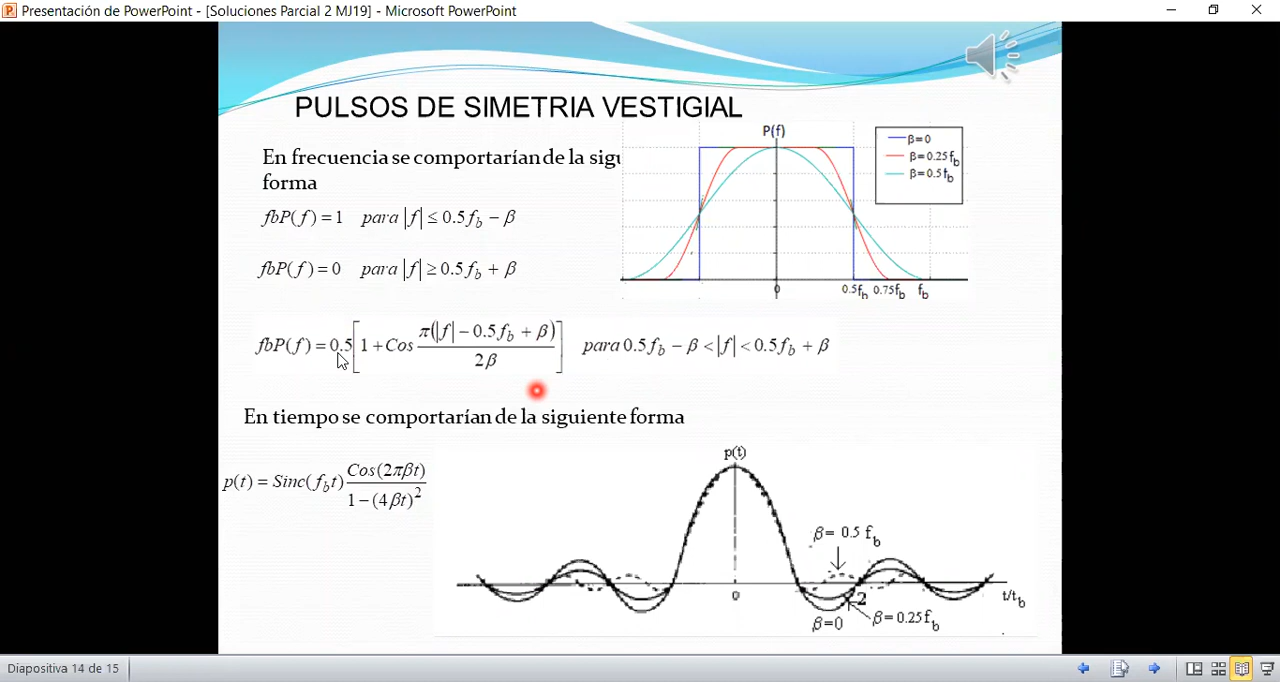 Presentación de PowerPoint - [Soluciones Parcial 2 MJ19] - Microsoft PowerPoint
PULSOS DE SIMETRIA VESTIGIAL
En frecuencia se comportarían de la sigu
forma
fbP(f) = 1 para |f| ≤ 0.5f_b − β
fbP(f) = 0 para |f| ≥ 0.5f_b + β
P(f)
β=0
β=0.25f_b
β=0.5f_b
0 0.5f_b 0.75f_b f_b
fbP(f) = 0.5[1 + Cos π(|f| − 0.5f_b + β) / 2β] para 0.5f_b − β < |f| < 0.5f_b + β
En tiempo se comportarían de la siguiente forma
p(t) = Sinc(f_b t) Cos(2πβt) / 1 − (4βt)²
p(t)
β= 0.5 f_b
0
2
t/t_b
β=0
β=0.25f_b
Diapositiva 14 de 15